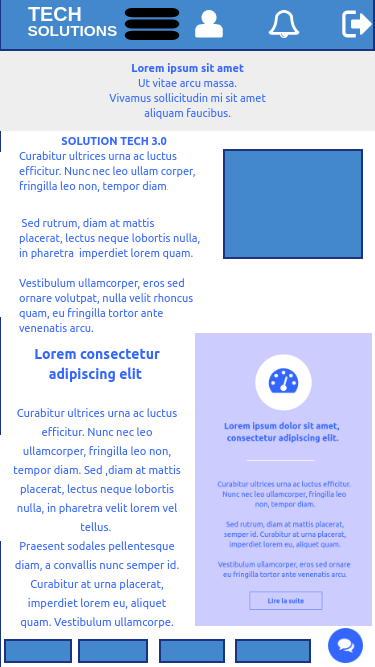 TECH
SOLUTIONS
Lorem ipsum sit amet
Ut vitae arcu massa.
Vivamus sollicitudin mi sit amet
aliquam faucibus.
SOLUTION TECH 3.0
Curabitur ultrices urna ac luctus
efficitur. Nunc nec leo ullam corper,
fringilla leo non, tempor diam.
Sed rutrum, diam at mattis
placerat, lectus neque lobortis nulla,
in pharetra imperdiet lorem quam.
Vestibulum ullamcorper, eros sed
ornare volutpat, nulla velit rhoncus
quam, eu fringilla tortor ante
venenatis arcu.
Lorem consectetur
adipiscing elit
Curabitur ultrices urna ac luctus
efficitur. Nunc nec leo
ullamcorper, fringilla leo non,
tempor diam. Sed ,diam at mattis
placerat, lectus neque lobortis
nulla, in pharetra velit lorem vel
tellus.
Praesent sodales pellentesque
diam, a convallis nunc semper id.
Curabitur at urna placerat,
imperdiet lorem eu, aliquet
quam. Vestibulum ullamcorpe.
Lorem ipsum dolor sit amet,
consectetur adipiscing elit.
Curabitur ultrices urna ac luctus efficitur.
Nunc nec leo ullamcorper, fringilla leo
non, tempor diam.
Sed rutrum, diam at mattis placerat,
semper id. Curabitur at urna placerat,
imperdiet lorem eu, aliquet quam.
Vestibulum ullamcorper, eros sed ornare
eu fringilla tortor ante venenatis arcu.
Lire la suite